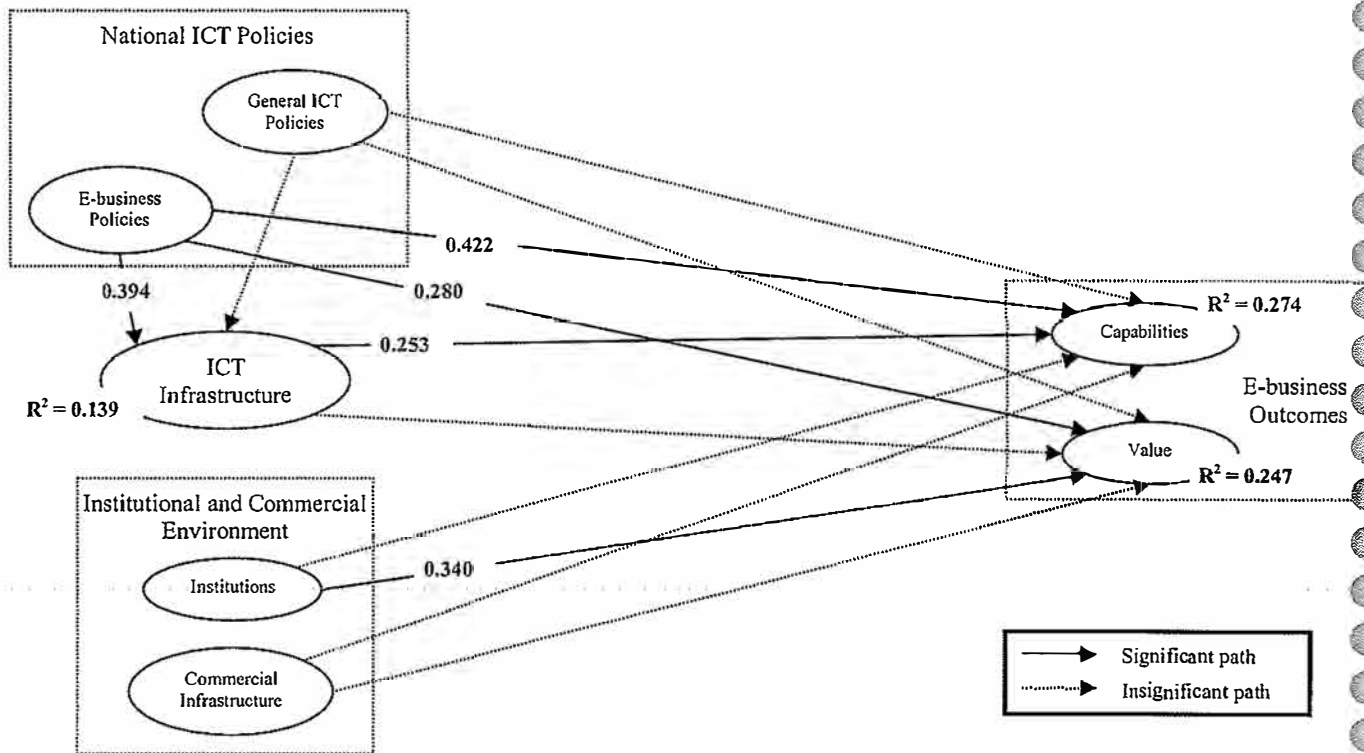 National ICT Policies
General ICT
Policies
E-business
Policies
0.422
0.394
0.280
0.253
ICT
Infrastructure
R² = 0.139
R² = 0.274
Capabilities
E-business
Outcomes
Value
R² = 0.247
Institutional and Commercial
Environment
Institutions
0.340
Commercial
Infrastructure
Significant path
Insignificant path